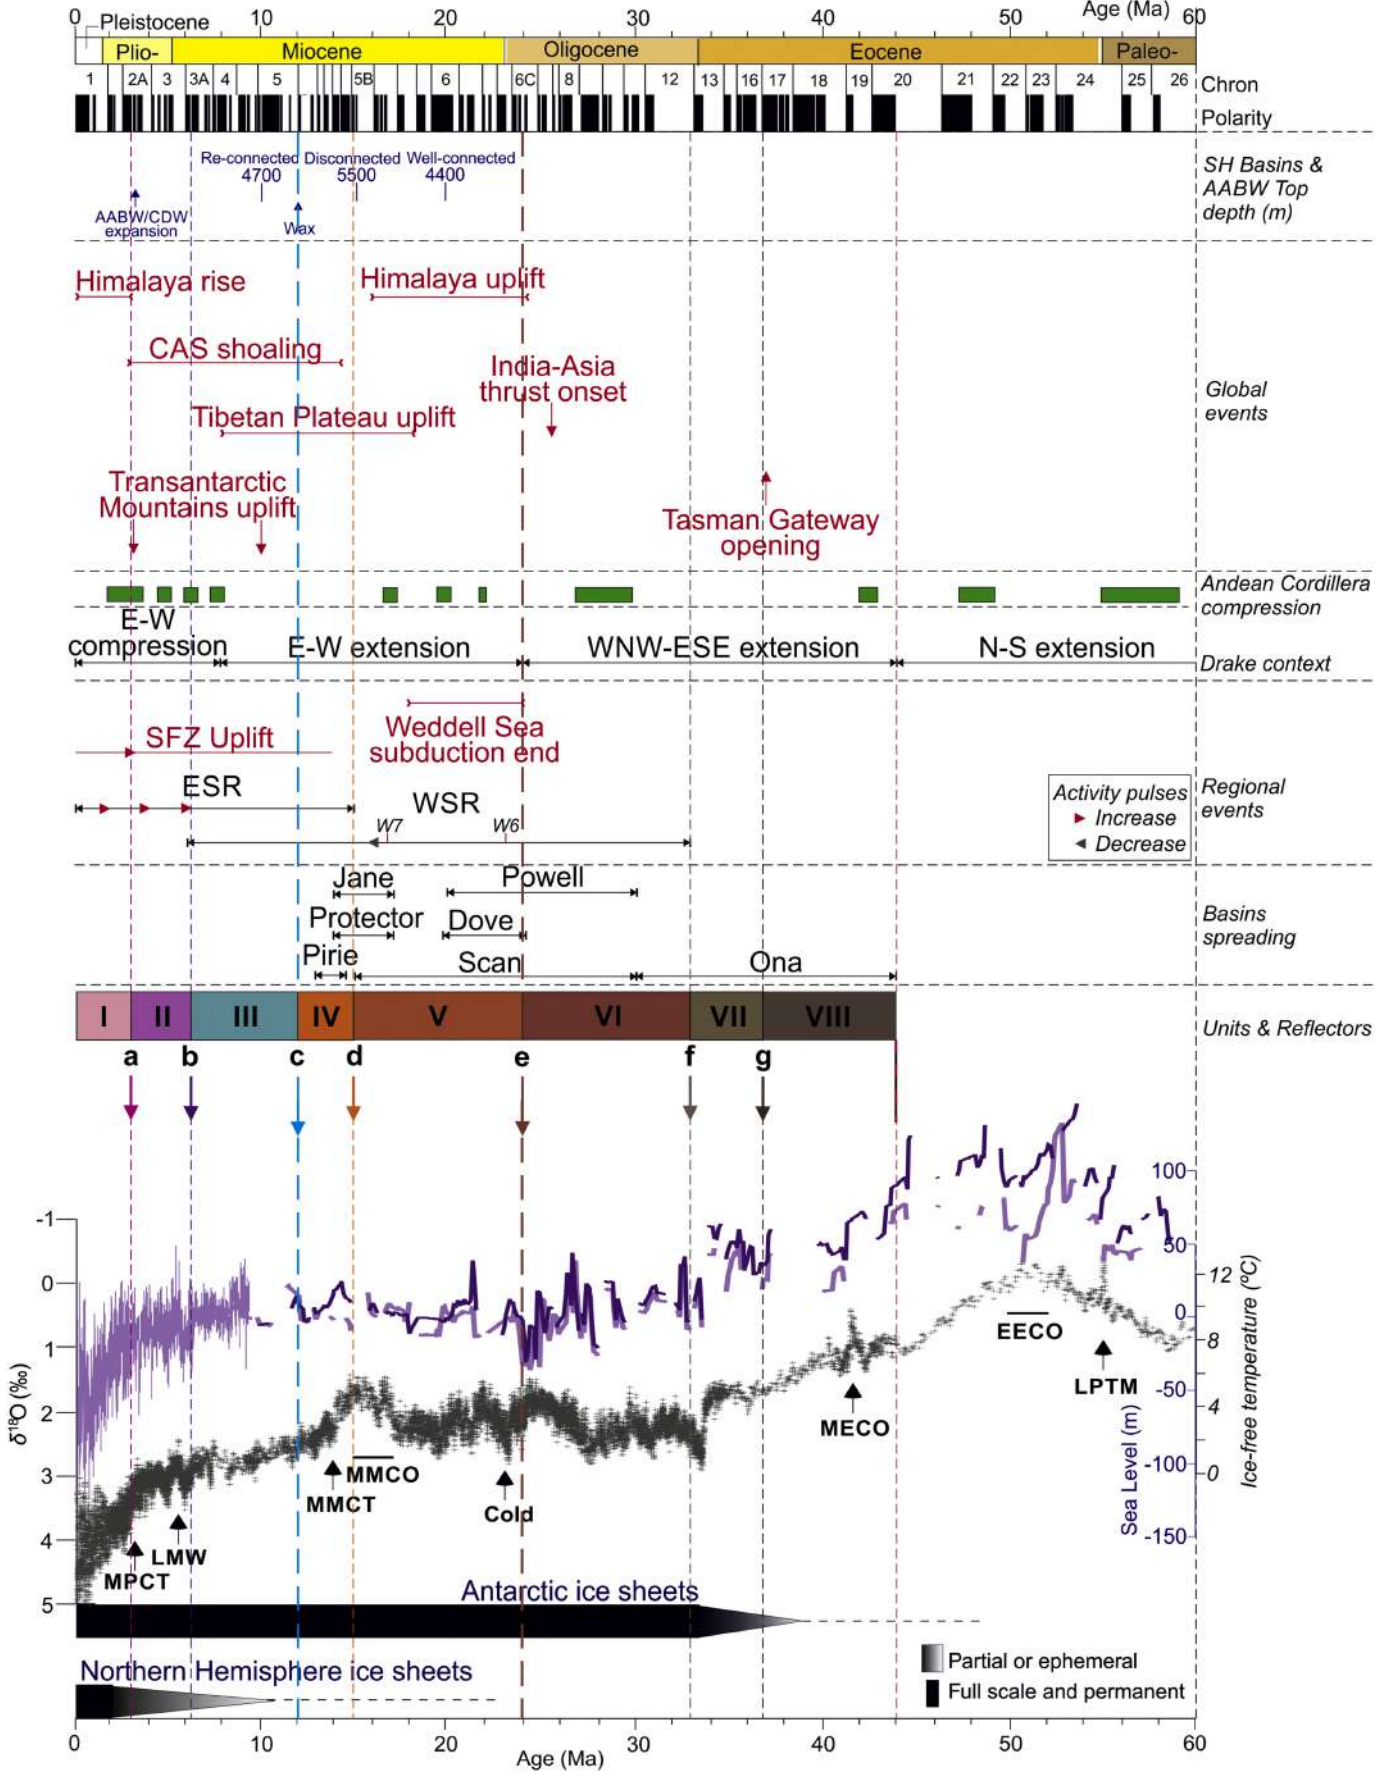 0 10 20 30 40 50 Age (Ma) 60
Pleistocene
Plio- Miocene Oligocene Eocene Paleo-
1 2A 3 3A 4 5 5B 6 6C 8 12 13 16 17 18 19 20 21 22 23 24 25 26
Chron
Polarity
Re-connected Disconnected Well-connected
4700 5500 4400
AABW/CDW
expansion
Wax
SH Basins &
AABW Top
depth (m)
Himalaya rise
Himalaya uplift
CAS shoaling
India-Asia
thrust onset
Tibetan Plateau uplift
Transantarctic
Mountains uplift
Tasman Gateway
opening
Global
events
Andean Cordillera
compression
E-W
compression
E-W extension
WNW-ESE extension
N-S extension
Drake context
Weddell Sea
subduction end
SFZ Uplift
ESR
WSR
W7 W6
Activity pulses
Increase
Decrease
Regional
events
Jane
Powell
Protector
Dove
Pirie
Scan
Ona
Basins
spreading
I II III IV V VI VII VIII
Units & Reflectors
a b c d e f g
-1
0
1
2
3
4
5
δ18O (‰)
100
50
0
-50
-100
-150
Sea Level (m)
12
8
4
0
Ice-free temperature (ºC)
EECO
LPTM
MECO
MMCO
MMCT
Cold
LMW
MPCT
Antarctic ice sheets
Northern Hemisphere ice sheets
Partial or ephemeral
Full scale and permanent
0 10 20 30 40 50 60
Age (Ma)